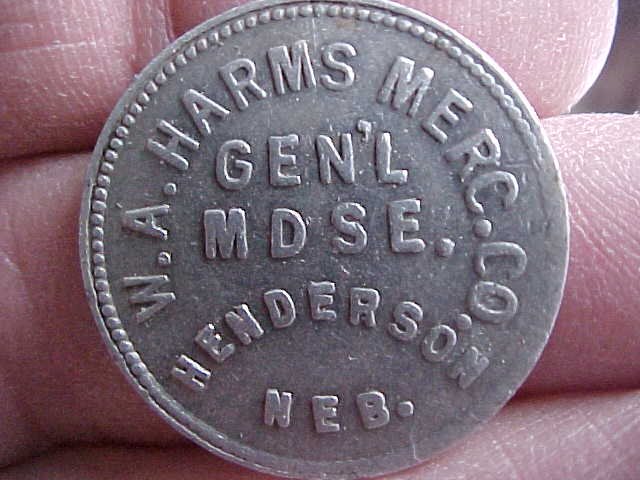 W.A. HARMS MERC. CO.
GEN'L
MDSE.
HENDERSON
NEB.